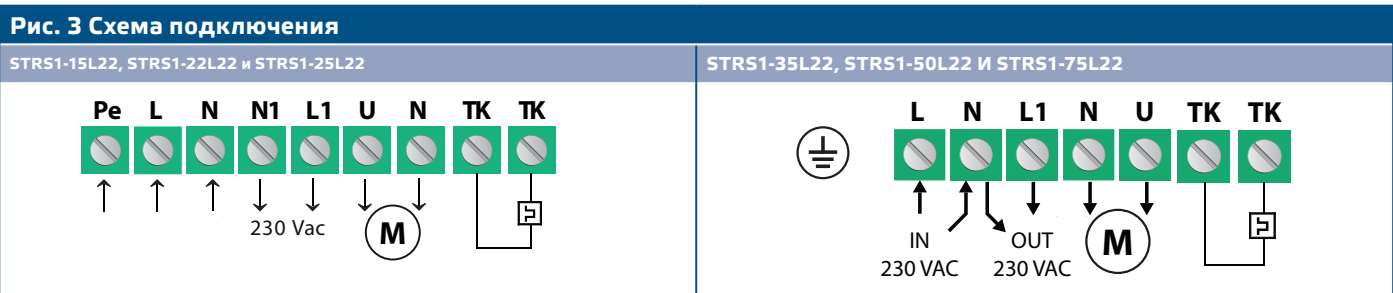 Рис. 3 Схема подключения
STRS1-15L22, STRS1-22L22 и STRS1-25L22
Pe L N N1 L1 U N TK TK
230 Vac
M
STRS1-35L22, STRS1-50L22 И STRS1-75L22
L N L1 N U TK TK
IN
230 VAC
OUT
230 VAC
M